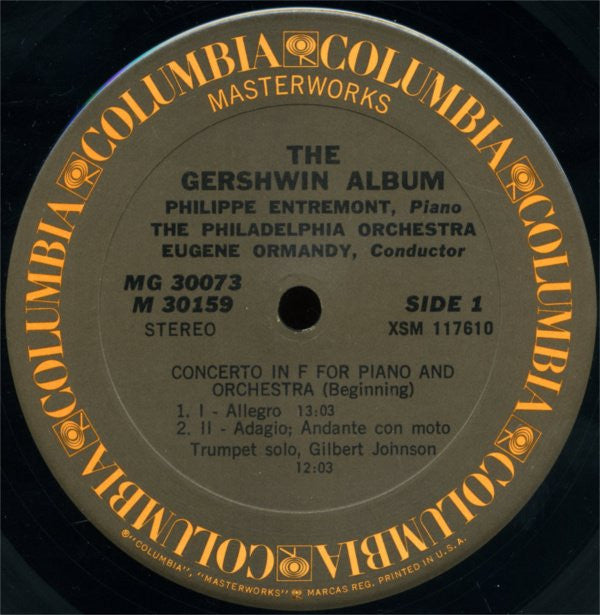 COLUMBIA COLUMBIA COLUMBIA COLUMBIA COLUMBIA COLUMBIA COLUMBIA COLUMBIA
MASTERWORKS
THE
GERSHWIN ALBUM
PHILIPPE ENTREMONT, Piano
THE PHILADELPHIA ORCHESTRA
EUGENE ORMANDY, Conductor
MG 30073
M 30159 SIDE 1
STEREO XSM 117610
CONCERTO IN F FOR PIANO AND
ORCHESTRA (Beginning)
1. I - Allegro 13:03
2. II - Adagio; Andante con moto
Trumpet solo, Gilbert Johnson
12:03
®"COLUMBIA", "MASTERWORKS" MARCAS REG. PRINTED IN U.S.A.